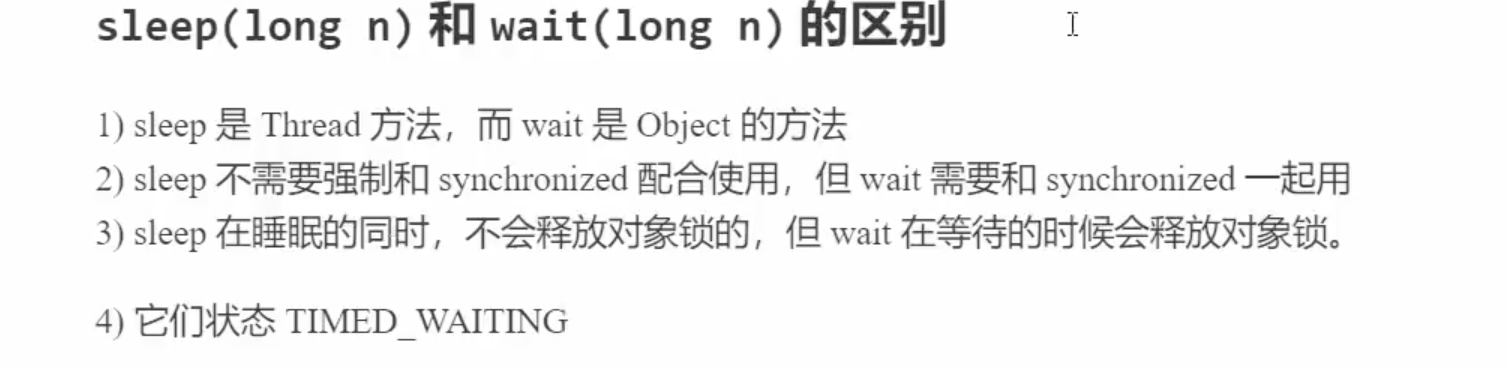 sleep(long n) 和 wait(long n) 的区别
1) sleep 是 Thread 方法，而 wait 是 Object 的方法
2) sleep 不需要强制和 synchronized 配合使用，但 wait 需要和 synchronized 一起用
3) sleep 在睡眠的同时，不会释放对象锁的，但 wait 在等待的时候会释放对象锁。
4) 它们状态 TIMED_WAITING